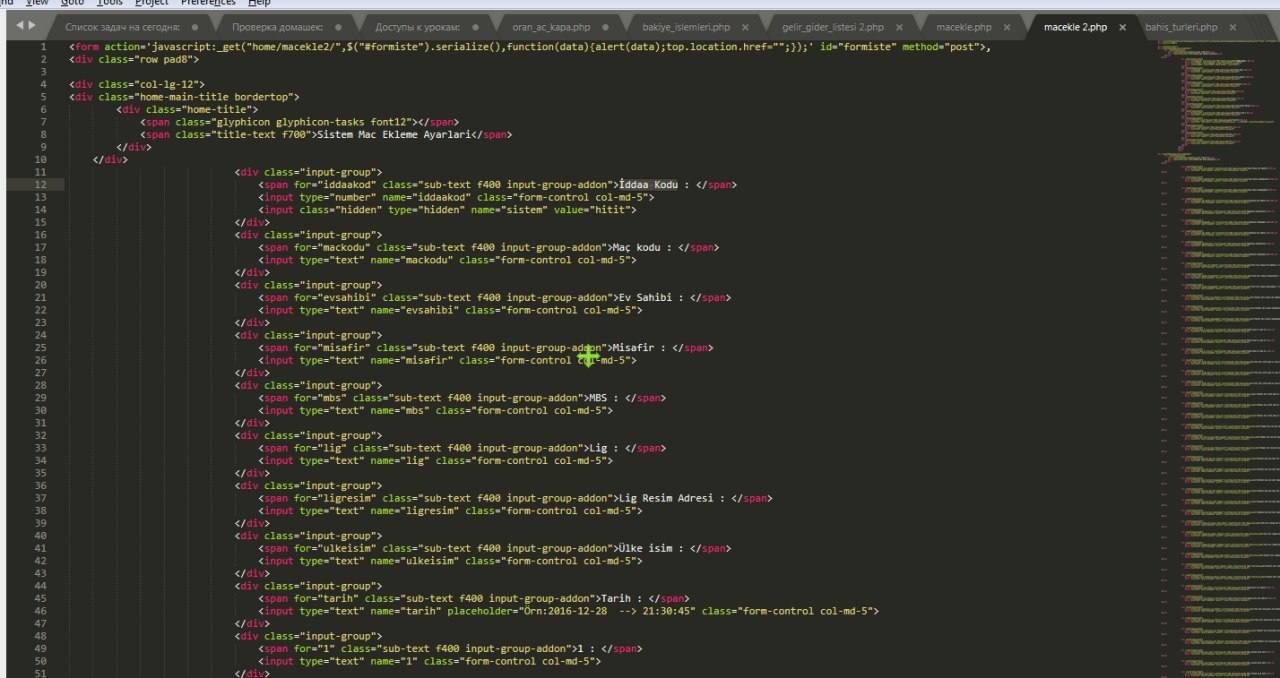 View Goto Tools Project Preferences Help
Список задач на сегодня: Проверка домашек: Доступы к урокам: oran_ac_kapa.php bakiye_islemleri.php gelir_gider_listesi 2.php macekle.php macekle 2.php bahis_turleri.php
1 <form action='javascript:_get("home/macekle2/",$("#formiste").serialize(),function(data){alert(data);top.location.href="";});' id="formiste" method="post">,
2 <div class="row pad8">
3
4 <div class="col-lg-12">
5 <div class="home-main-title bordertop">
6 <div class="home-title">
7 <span class="glyphicon glyphicon-tasks font12"></span>
8 <span class="title-text f700">Sistem Mac Ekleme Ayarlari</span>
9 </div>
10 </div>
11 <div class="input-group">
12 <span for="iddaakod" class="sub-text f400 input-group-addon">İddaa Kodu : </span>
13 <input type="number" name="iddaakod" class="form-control col-md-5">
14 <input class="hidden" type="hidden" name="sistem" value="hitit">
15 </div>
16 <div class="input-group">
17 <span for="mackodu" class="sub-text f400 input-group-addon">Maç kodu : </span>
18 <input type="text" name="mackodu" class="form-control col-md-5">
19 </div>
20 <div class="input-group">
21 <span for="evsahibi" class="sub-text f400 input-group-addon">Ev Sahibi : </span>
22 <input type="text" name="evsahibi" class="form-control col-md-5">
23 </div>
24 <div class="input-group">
25 <span for="misafir" class="sub-text f400 input-group-addon">Misafir : </span>
26 <input type="text" name="misafir" class="form-control col-md-5">
27 </div>
28 <div class="input-group">
29 <span for="mbs" class="sub-text f400 input-group-addon">MBS : </span>
30 <input type="text" name="mbs" class="form-control col-md-5">
31 </div>
32 <div class="input-group">
33 <span for="lig" class="sub-text f400 input-group-addon">Lig : </span>
34 <input type="text" name="lig" class="form-control col-md-5">
35 </div>
36 <div class="input-group">
37 <span for="ligresim" class="sub-text f400 input-group-addon">Lig Resim Adresi : </span>
38 <input type="text" name="ligresim" class="form-control col-md-5">
39 </div>
40 <div class="input-group">
41 <span for="ulkeisim" class="sub-text f400 input-group-addon">Ülke isim : </span>
42 <input type="text" name="ulkeisim" class="form-control col-md-5">
43 </div>
44 <div class="input-group">
45 <span for="tarih" class="sub-text f400 input-group-addon">Tarih : </span>
46 <input type="text" name="tarih" placeholder="Örn:2016-12-28  --> 21:30:45" class="form-control col-md-5">
47 </div>
48 <div class="input-group">
49 <span for="1" class="sub-text f400 input-group-addon">1 : </span>
50 <input type="text" name="1" class="form-control col-md-5">
51 </div>